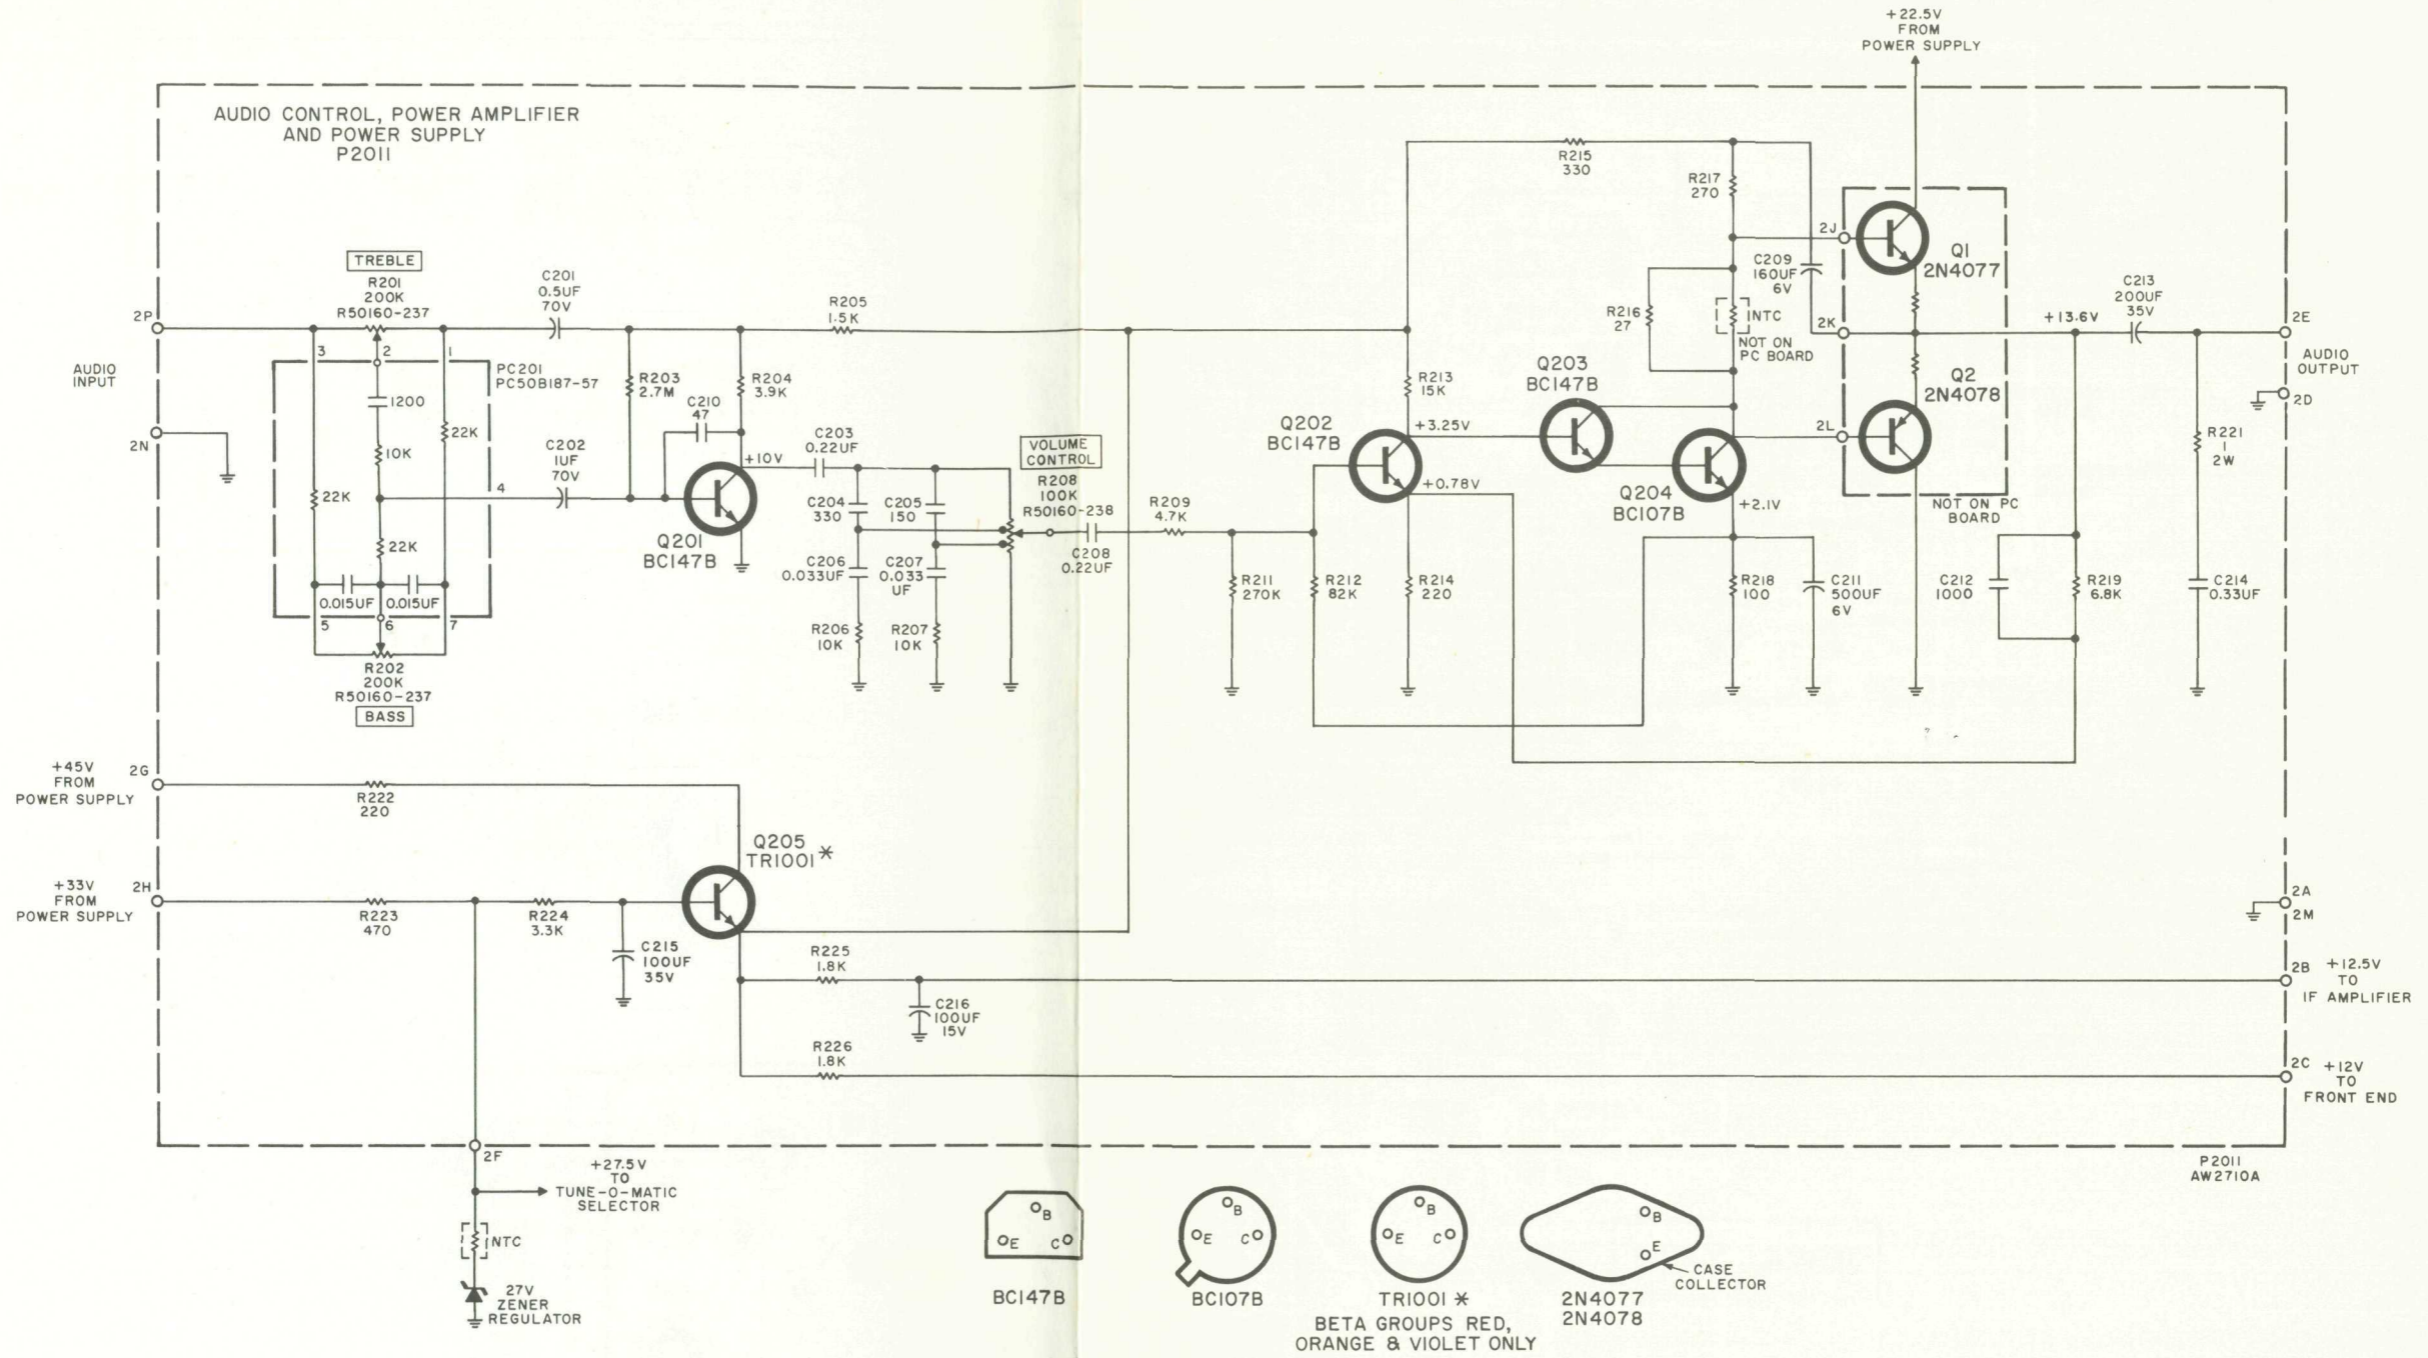 +22.5V
FROM
POWER SUPPLY
AUDIO CONTROL, POWER AMPLIFIER
AND POWER SUPPLY
P2011
TREBLE
R201
200K
R50160-237
C201
0.5UF
70V
R205
1.5K
2P
AUDIO
INPUT
2N
3
2
1
PC201
PC50B187-57
1200
10K
22K
22K
22K
4
0.015UF
0.015UF
5
6
7
R202
200K
R50160-237
BASS
C202
1UF
70V
R203
2.7M
R204
3.9K
C210
47
+10V
Q201
BC147B
C203
0.22UF
C204
330
C205
150
C206
0.033UF
C207
0.033
UF
R206
10K
R207
10K
VOLUME
CONTROL
R208
100K
R50160-238
C208
0.22UF
R209
4.7K
R211
270K
R212
82K
Q202
BC147B
R213
15K
+3.25V
+0.78V
R214
220
R215
330
R217
270
R216
27
NTC
NOT ON
PC BOARD
Q203
BC147B
Q204
BC107B
+2.1V
R218
100
C211
500UF
6V
C209
160UF
6V
2J
2K
2L
Q1
2N4077
Q2
2N4078
NOT ON PC
BOARD
+13.6V
C213
200UF
35V
C212
1000
R219
6.8K
R221
1
2W
C214
0.33UF
2E
AUDIO
OUTPUT
2D
+45V
FROM
POWER SUPPLY
2G
R222
220
Q205
TR1001*
+33V
FROM
POWER SUPPLY
2H
R223
470
R224
3.3K
C215
100UF
35V
R225
1.8K
C216
100UF
15V
R226
1.8K
2A
2M
2B
+12.5V
TO
IF AMPLIFIER
2C
+12V
TO
FRONT END
2F
+27.5V
TO
TUNE-O-MATIC
SELECTOR
NTC
27V
ZENER
REGULATOR
P2011
AW2710A
B
E
C
BC147B
B
E
C
BC107B
B
E
C
TR1001 *
BETA GROUPS RED,
ORANGE & VIOLET ONLY
B
E
CASE
COLLECTOR
2N4077
2N4078